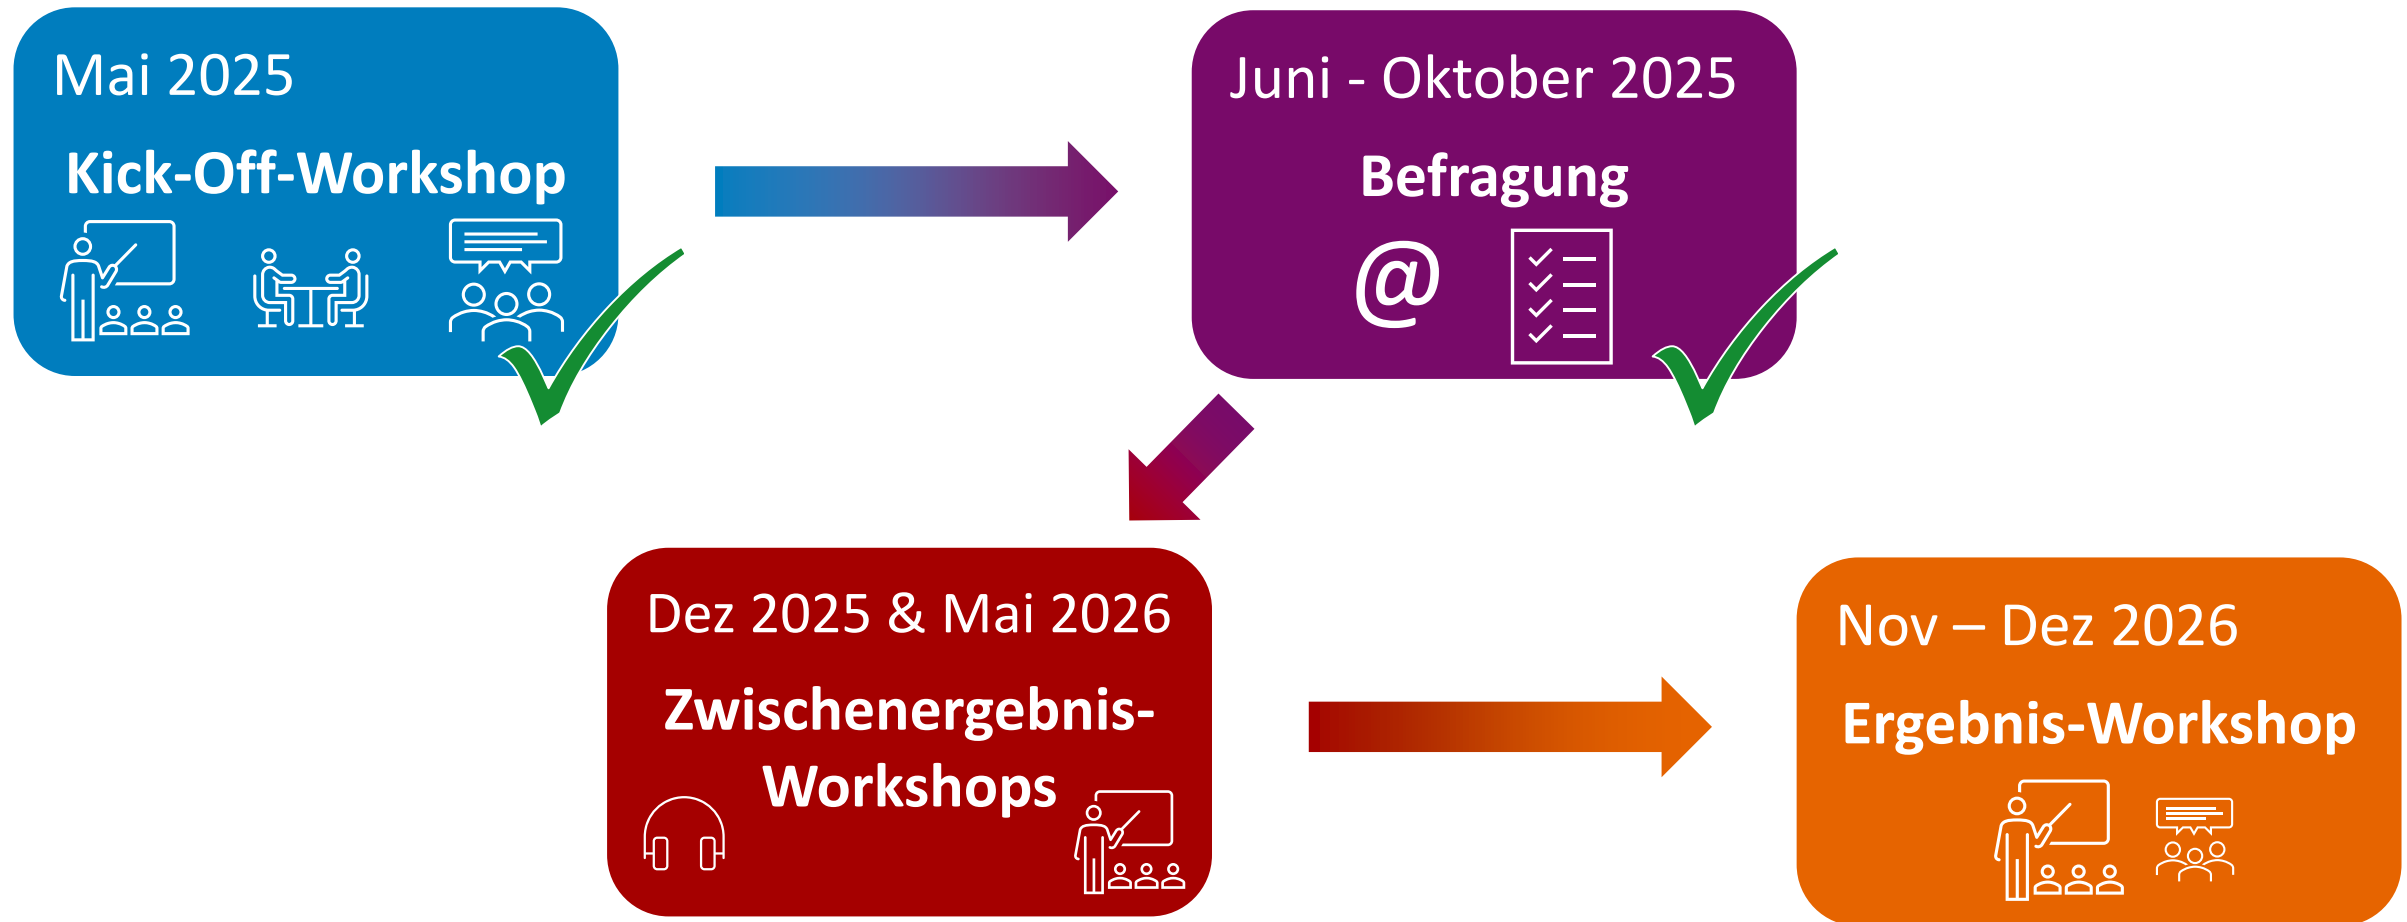 Mai 2025
Kick-Off-Workshop
Juni - Oktober 2025
Befragung
@
Dez 2025 & Mai 2026
Zwischenergebnis-
Workshops
Nov – Dez 2026
Ergebnis-Workshop